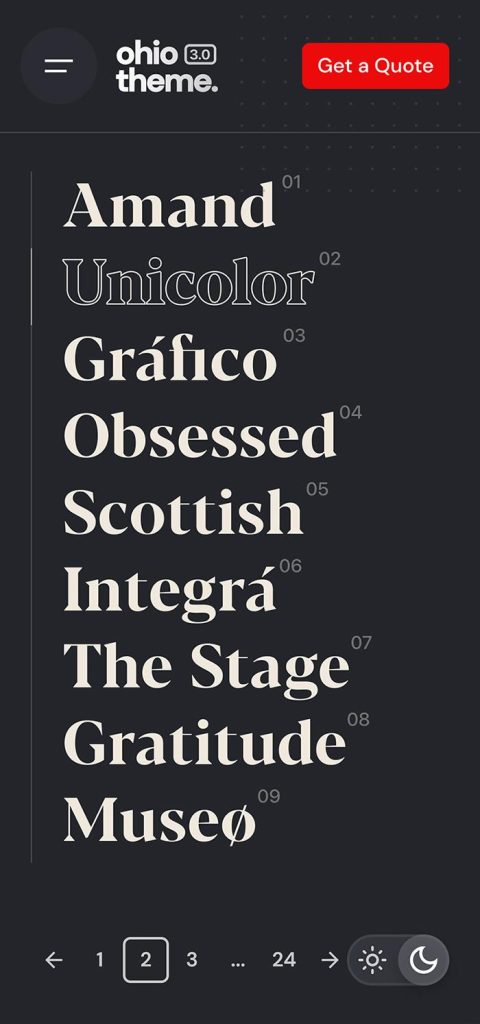 ohio 3.0
theme.
Get a Quote
Amand 01
Unicolor 02
Gráfico 03
Obsessed 04
Scottish 05
Integrá 06
The Stage 07
Gratitude 08
Museø 09
1 2 3 ... 24